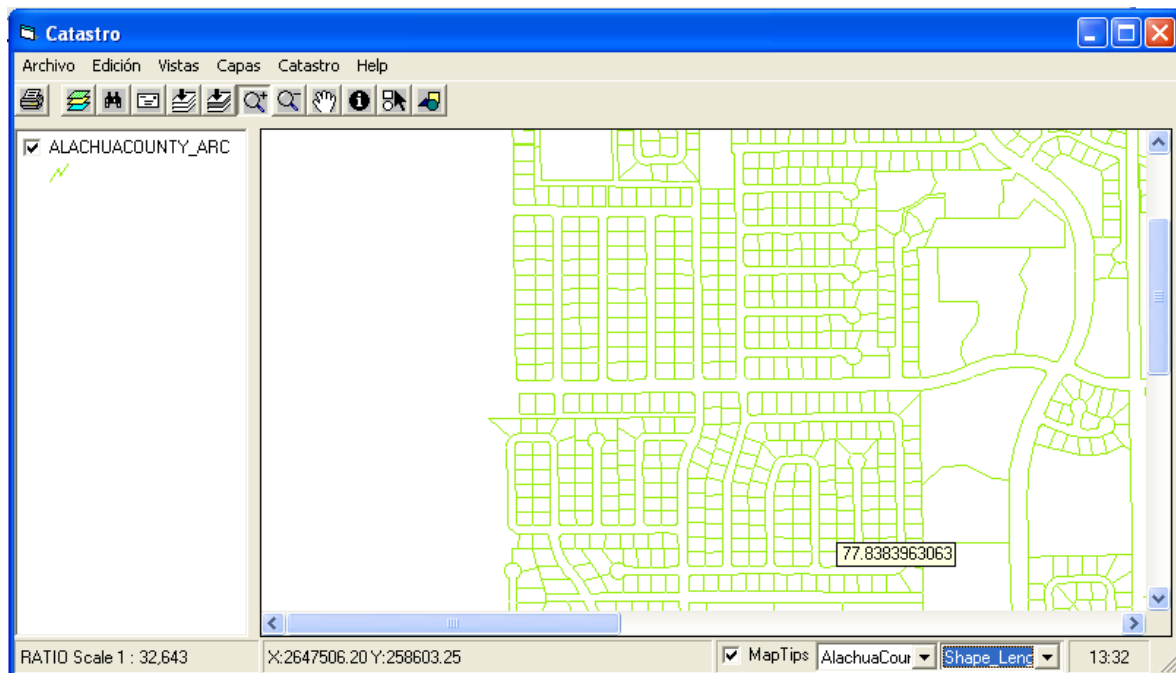 Catastro
Archivo Edición Vistas Capas Catastro Help
ALACHUACOUNTY_ARC
77.8383963063
RATIO Scale 1 : 32,643 X:2647506.20 Y:258603.25 MapTips AlachuaCour Shape_Leng 13:32